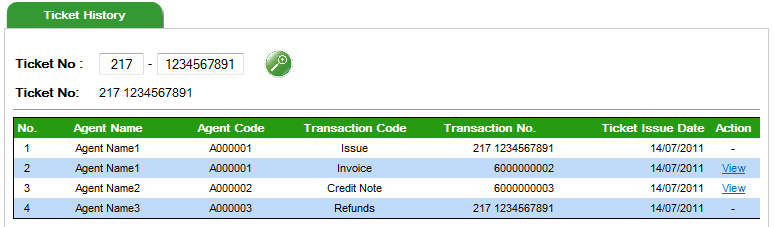 Ticket History
Ticket No : 217 - 1234567891
Ticket No: 217 1234567891
No. Agent Name Agent Code Transaction Code Transaction No. Ticket Issue Date Action
1 Agent Name1 A000001 Issue 217 1234567891 14/07/2011 -
2 Agent Name1 A000001 Invoice 6000000002 14/07/2011 View
3 Agent Name2 A000002 Credit Note 6000000003 14/07/2011 View
4 Agent Name3 A000003 Refunds 217 1234567891 14/07/2011 -